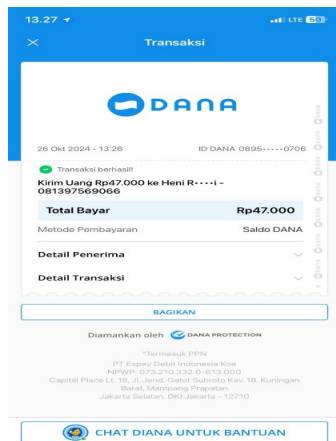 13.27
LTE 60
Transaksi
DANA
26 Okt 2024 • 13:26
ID DANA 0895•••••0706
Transaksi berhasil!
Kirim Uang Rp47.000 ke Heni R••••i -
081397569066
Total Bayar Rp47.000
Metode Pembayaran Saldo DANA
Detail Penerima
Detail Transaksi
BAGIKAN
Diamankan oleh DANA PROTECTION
*Termasuk PPN
PT Espay Debit Indonesia Koe
NPWP: 073.210.332.0-613.000
Capital Place Lt. 18, Jl. Jend. Gatot Subroto Kav. 18, Kuningan
Barat, Mampang Prapatan
Jakarta Selatan, DKI Jakarta - 12710
CHAT DIANA UNTUK BANTUAN